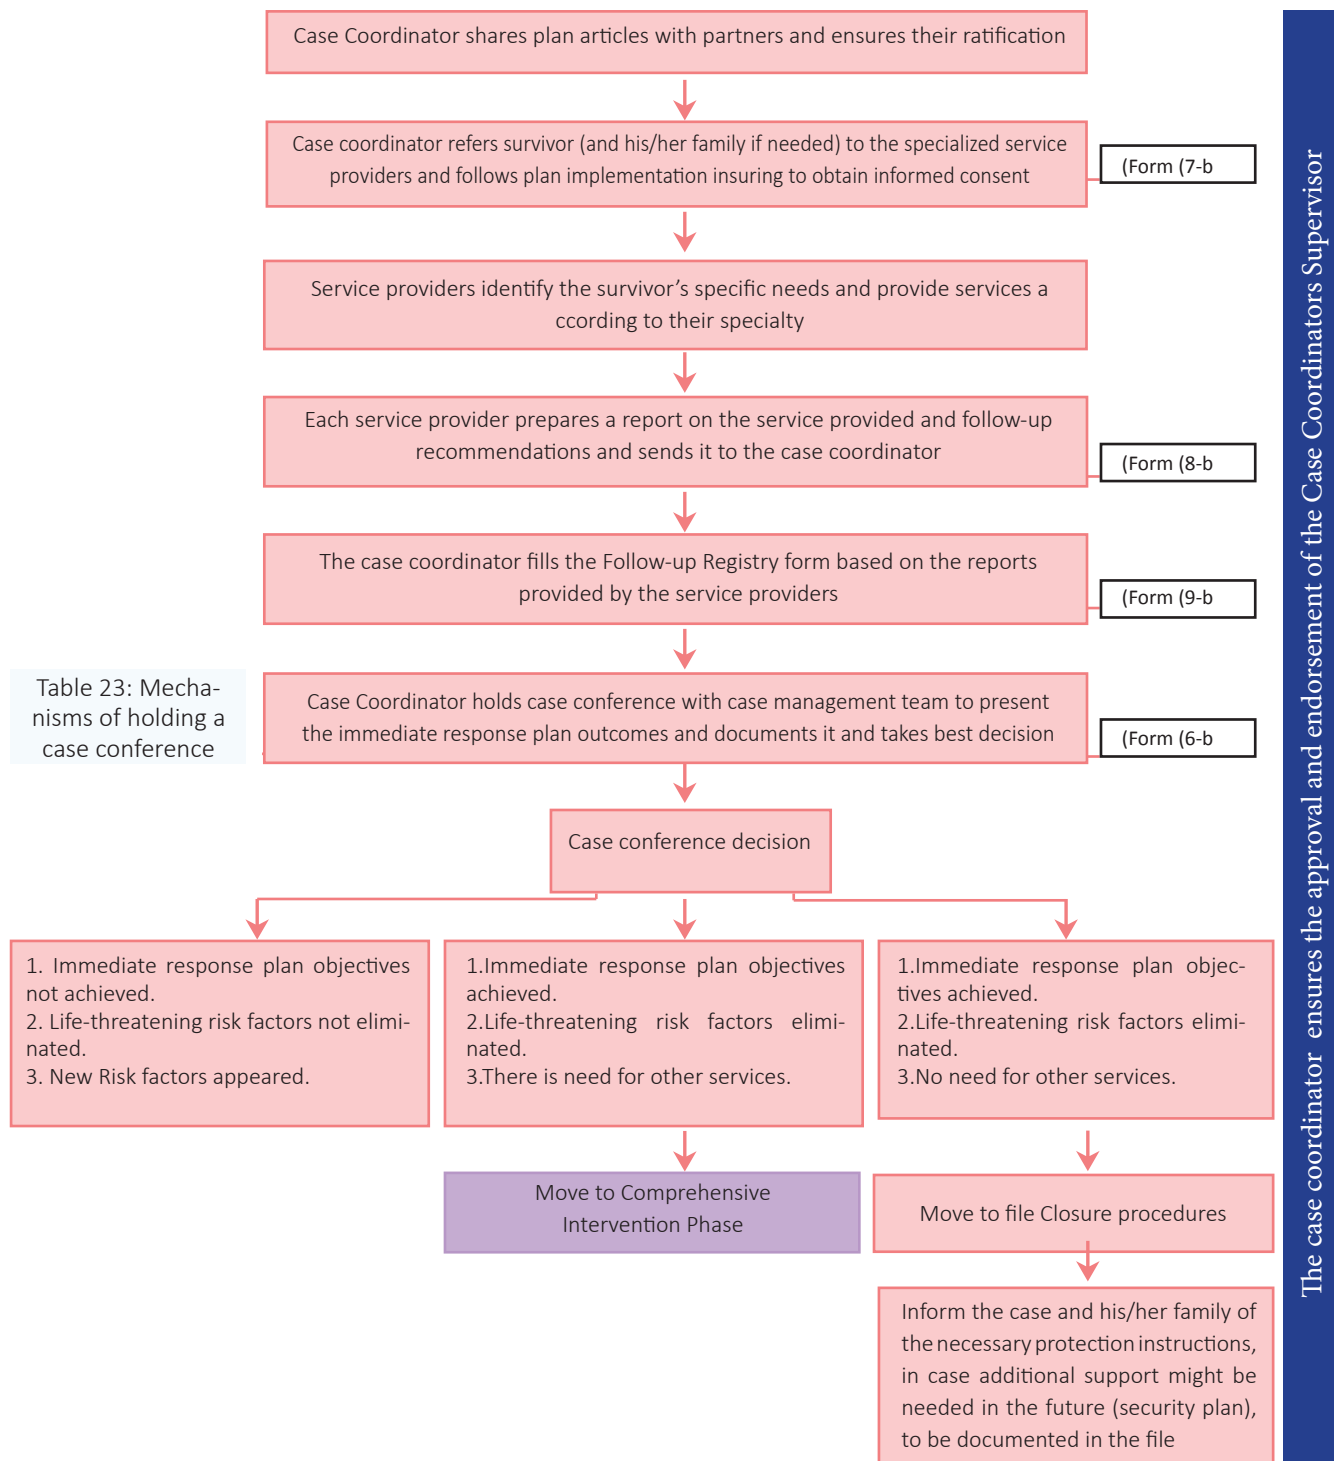 Case Coordinator shares plan articles with partners and ensures their ratification
Case coordinator refers survivor (and his/her family if needed) to the specialized service
providers and follows plan implementation insuring to obtain informed consent
(Form (7-b
Service providers identify the survivor's specific needs and provide services a
ccording to their specialty
Each service provider prepares a report on the service provided and follow-up
recommendations and sends it to the case coordinator
(Form (8-b
The case coordinator fills the Follow-up Registry form based on the reports
provided by the service providers
(Form (9-b
Table 23: Mecha-
nisms of holding a
case conference
Case Coordinator holds case conference with case management team to present
the immediate response plan outcomes and documents it and takes best decision
(Form (6-b
Case conference decision
1. Immediate response plan objectives
not achieved.
2. Life-threatening risk factors not elimi-
nated.
3. New Risk factors appeared.
1.Immediate response plan objectives
achieved.
2.Life-threatening risk factors elimi-
nated.
3.There is need for other services.
1.Immediate response plan objec-
tives achieved.
2.Life-threatening risk factors elimi-
nated.
3.No need for other services.
Move to Comprehensive
Intervention Phase
Move to file Closure procedures
Inform the case and his/her family of
the necessary protection instructions,
in case additional support might be
needed in the future (security plan),
to be documented in the file
The case coordinator ensures the approval and endorsement of the Case Coordinators Supervisor